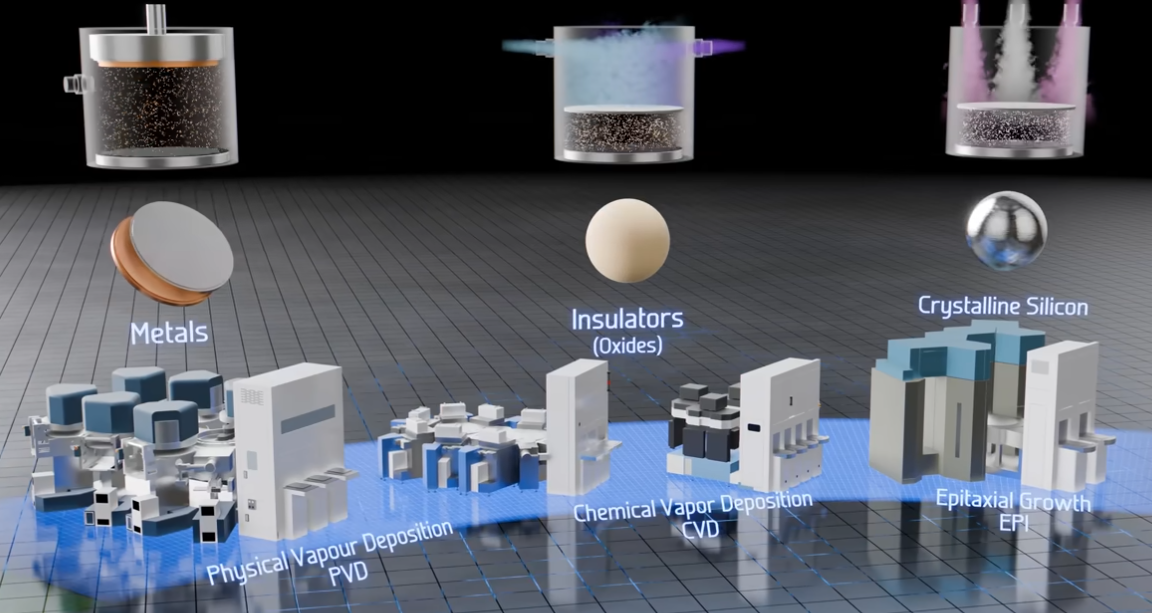 Metals
Insulators
(Oxides)
Crystalline Silicon
Physical Vapour Deposition
PVD
Chemical Vapor Deposition
CVD
Epitaxial Growth
EPI